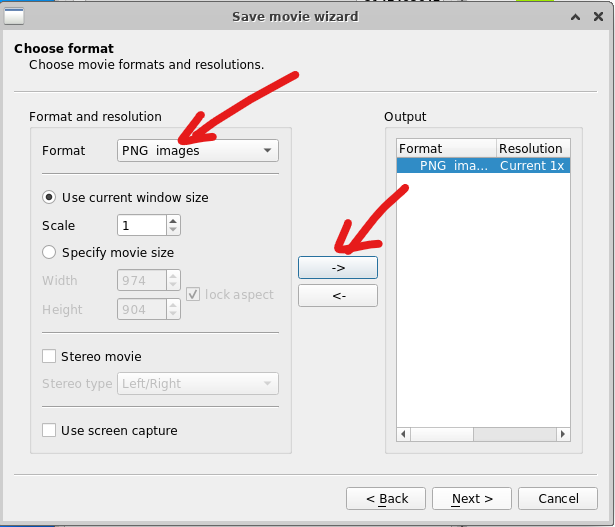 Save movie wizard
Choose format
Choose movie formats and resolutions.
Format and resolution
Format
PNG images
Use current window size
Scale
1
Specify movie size
Width
974
lock aspect
Height
904
Stereo movie
Stereo type
Left/Right
Use screen capture
->
<-
Output
Format Resolution
PNG ima... Current 1x
< Back
Next >
Cancel